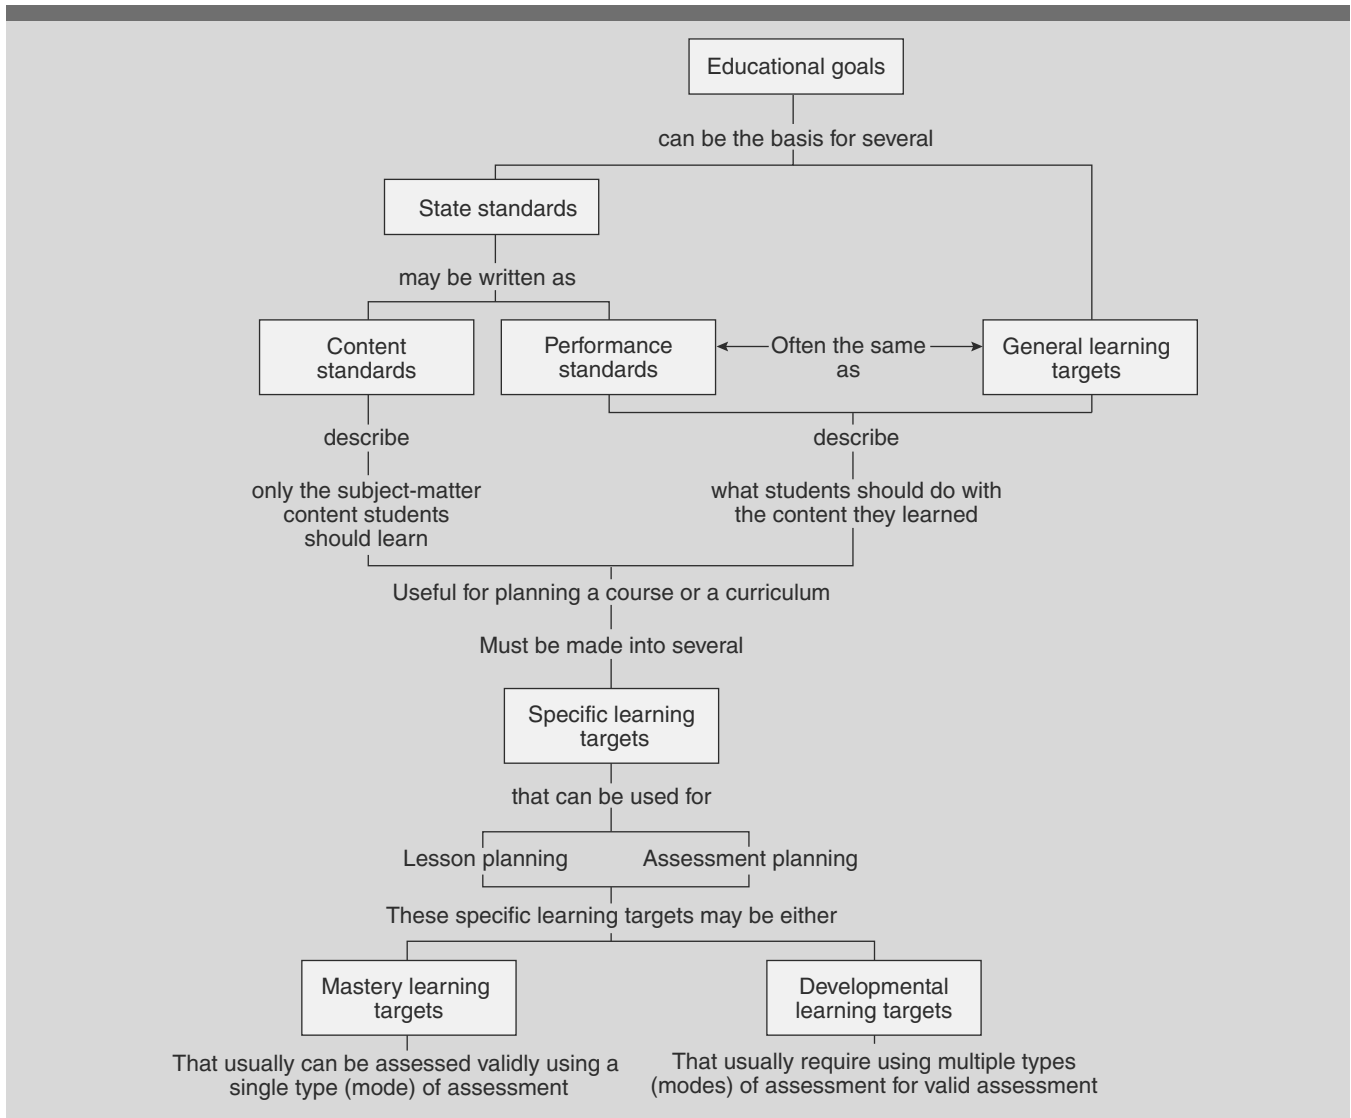 Educational goals
can be the basis for several
State standards
may be written as
Content
standards
Performance
standards
Often the same
as
General learning
targets
describe
only the subject-matter
content students
should learn
describe
what students should do with
the content they learned
Useful for planning a course or a curriculum
Must be made into several
Specific learning
targets
that can be used for
Lesson planning
Assessment planning
These specific learning targets may be either
Mastery learning
targets
That usually can be assessed validly using a
single type (mode) of assessment
Developmental
learning targets
That usually require using multiple types
(modes) of assessment for valid assessment